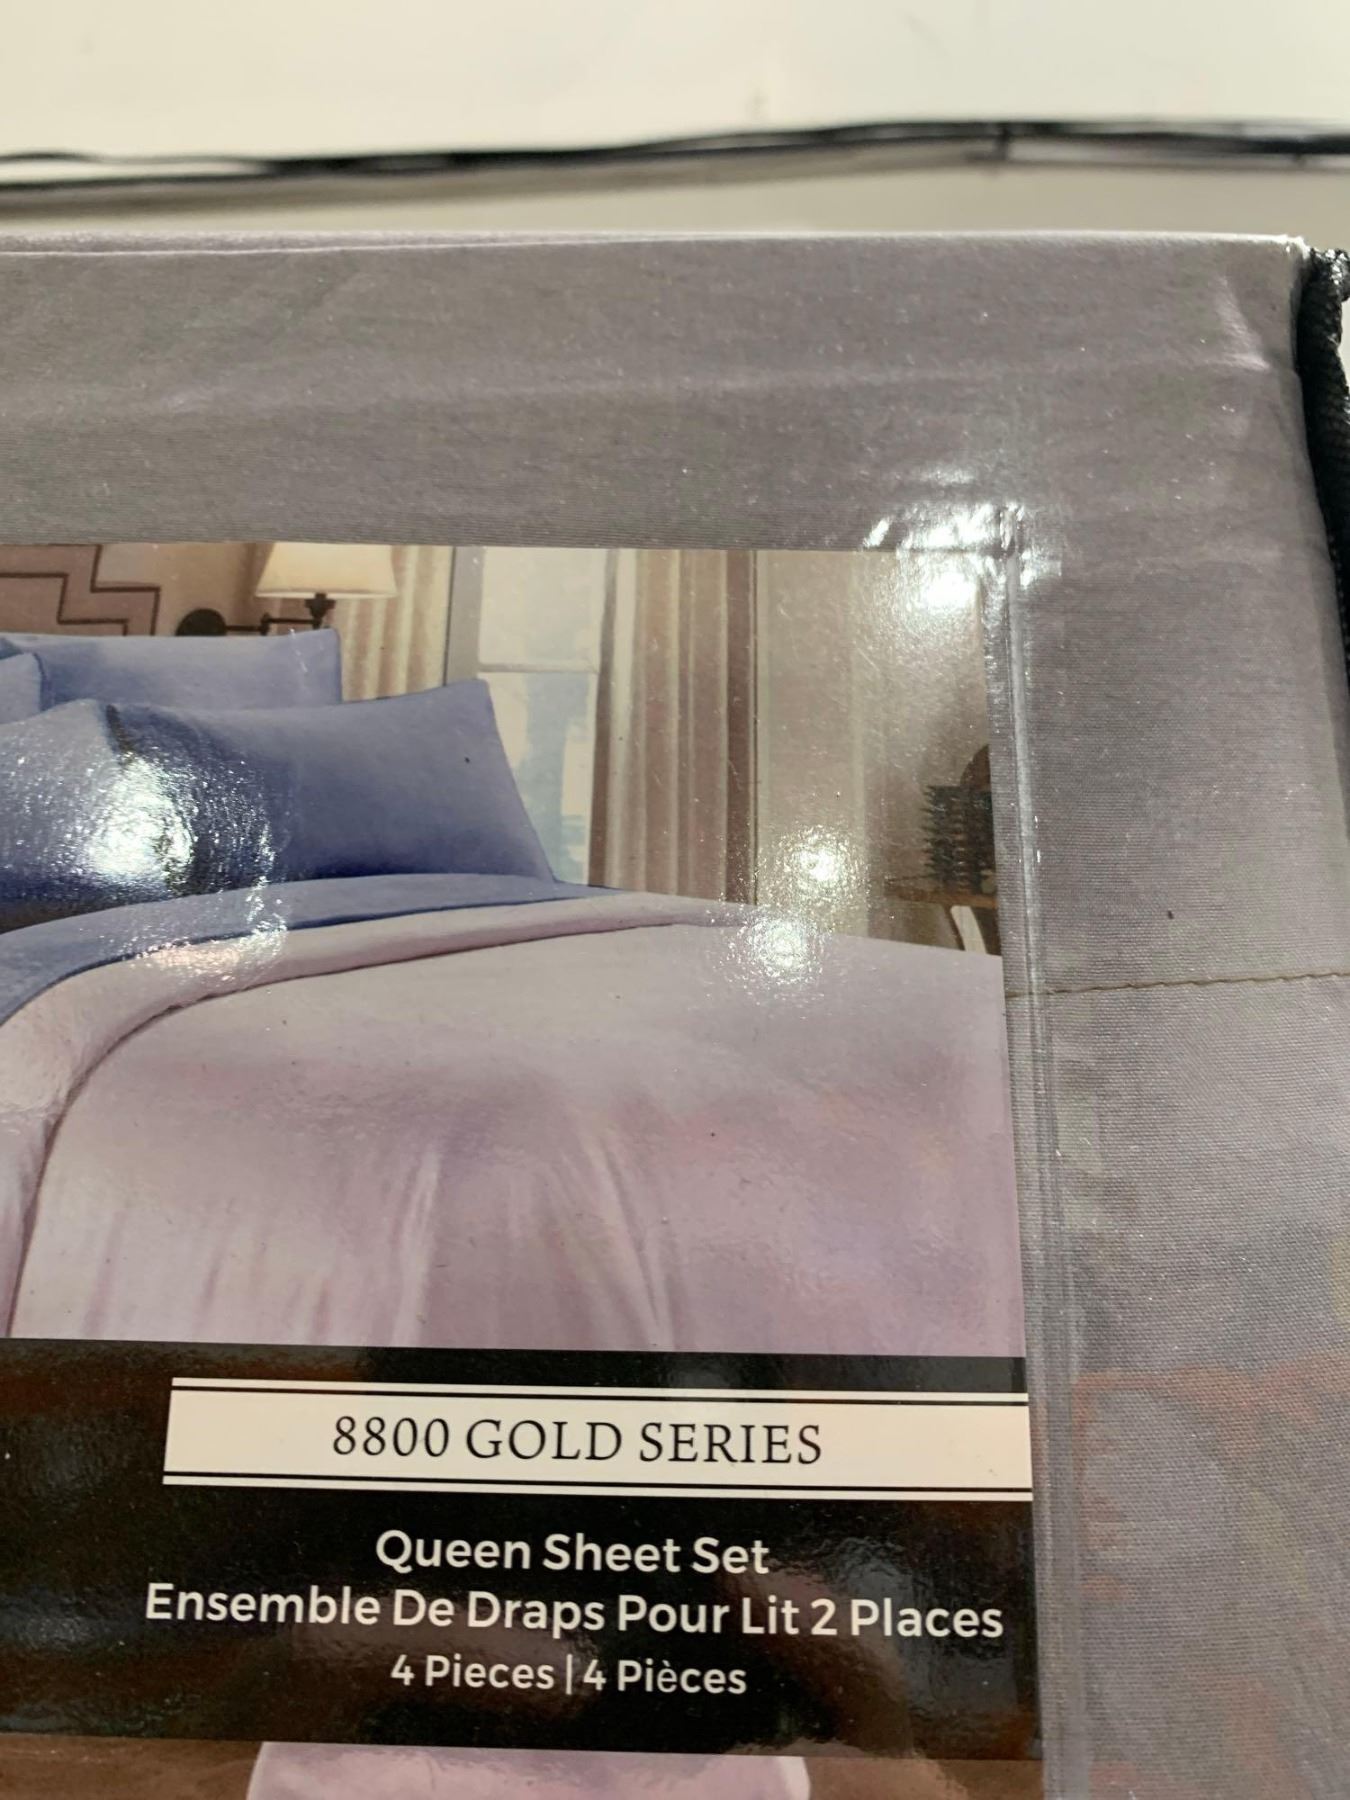 8800 GOLD SERIES
Queen Sheet Set
Ensemble De Draps Pour Lit 2 Places
4 Pieces | 4 Pièces